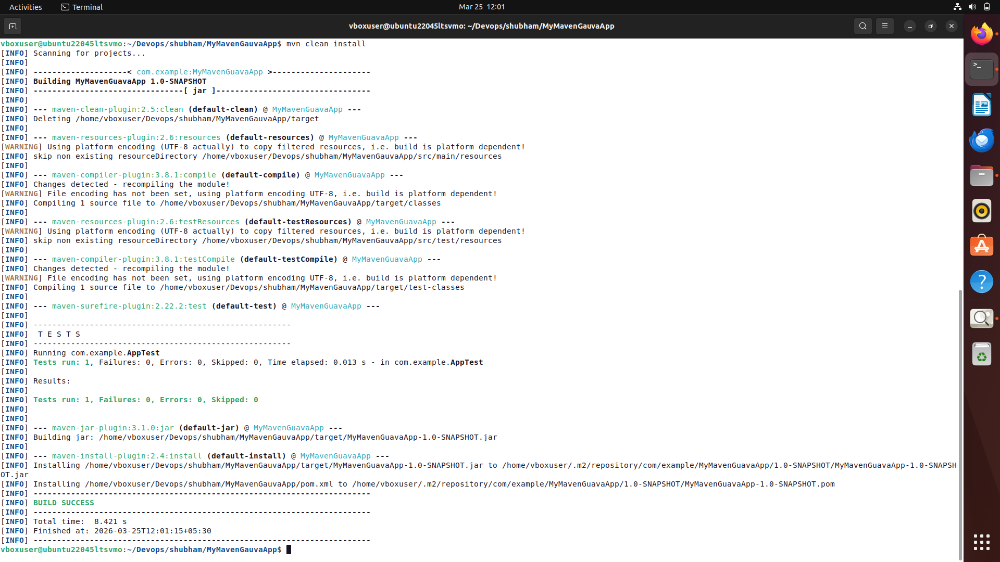 Activities
Terminal
Mar 25 12:01
vboxuser@ubuntu22045ltsvmo: ~/Devops/shubham/MyMavenGauvaApp
vboxuser@ubuntu22045ltsvmo:~/Devops/shubham/MyMavenGauvaApp$ mvn clean install
[INFO] Scanning for projects...
[INFO]
[INFO] --------------------< com.example:MyMavenGuavaApp >---------------------
[INFO] Building MyMavenGuavaApp 1.0-SNAPSHOT
[INFO] --------------------------------[ jar ]---------------------------------
[INFO]
[INFO] --- maven-clean-plugin:2.5:clean (default-clean) @ MyMavenGuavaApp ---
[INFO] Deleting /home/vboxuser/Devops/shubham/MyMavenGauvaApp/target
[INFO]
[INFO] --- maven-resources-plugin:2.6:resources (default-resources) @ MyMavenGuavaApp ---
[WARNING] Using platform encoding (UTF-8 actually) to copy filtered resources, i.e. build is platform dependent!
[INFO] skip non existing resourceDirectory /home/vboxuser/Devops/shubham/MyMavenGauvaApp/src/main/resources
[INFO]
[INFO] --- maven-compiler-plugin:3.8.1:compile (default-compile) @ MyMavenGuavaApp ---
[INFO] Changes detected - recompiling the module!
[WARNING] File encoding has not been set, using platform encoding UTF-8, i.e. build is platform dependent!
[INFO] Compiling 1 source file to /home/vboxuser/Devops/shubham/MyMavenGauvaApp/target/classes
[INFO]
[INFO] --- maven-resources-plugin:2.6:testResources (default-testResources) @ MyMavenGuavaApp ---
[WARNING] Using platform encoding (UTF-8 actually) to copy filtered resources, i.e. build is platform dependent!
[INFO] skip non existing resourceDirectory /home/vboxuser/Devops/shubham/MyMavenGauvaApp/src/test/resources
[INFO]
[INFO] --- maven-compiler-plugin:3.8.1:testCompile (default-testCompile) @ MyMavenGuavaApp ---
[INFO] Changes detected - recompiling the module!
[WARNING] File encoding has not been set, using platform encoding UTF-8, i.e. build is platform dependent!
[INFO] Compiling 1 source file to /home/vboxuser/Devops/shubham/MyMavenGauvaApp/target/test-classes
[INFO]
[INFO] --- maven-surefire-plugin:2.22.2:test (default-test) @ MyMavenGuavaApp ---
[INFO]
[INFO] -------------------------------------------------------
[INFO]  T E S T S
[INFO] -------------------------------------------------------
[INFO] Running com.example.AppTest
[INFO] Tests run: 1, Failures: 0, Errors: 0, Skipped: 0, Time elapsed: 0.013 s - in com.example.AppTest
[INFO]
[INFO] Results:
[INFO]
[INFO] Tests run: 1, Failures: 0, Errors: 0, Skipped: 0
[INFO]
[INFO]
[INFO] --- maven-jar-plugin:3.1.0:jar (default-jar) @ MyMavenGuavaApp ---
[INFO] Building jar: /home/vboxuser/Devops/shubham/MyMavenGauvaApp/target/MyMavenGuavaApp-1.0-SNAPSHOT.jar
[INFO]
[INFO] --- maven-install-plugin:2.4:install (default-install) @ MyMavenGuavaApp ---
[INFO] Installing /home/vboxuser/Devops/shubham/MyMavenGauvaApp/target/MyMavenGuavaApp-1.0-SNAPSHOT.jar to /home/vboxuser/.m2/repository/com/example/MyMavenGuavaApp/1.0-SNAPSHOT/MyMavenGuavaApp-1.0-SNAPSH
OT.jar
[INFO] Installing /home/vboxuser/Devops/shubham/MyMavenGauvaApp/pom.xml to /home/vboxuser/.m2/repository/com/example/MyMavenGuavaApp/1.0-SNAPSHOT/MyMavenGuavaApp-1.0-SNAPSHOT.pom
[INFO] ------------------------------------------------------------------------
[INFO] BUILD SUCCESS
[INFO] ------------------------------------------------------------------------
[INFO] Total time:  8.421 s
[INFO] Finished at: 2026-03-25T12:01:15+05:30
[INFO] ------------------------------------------------------------------------
vboxuser@ubuntu22045ltsvmo:~/Devops/shubham/MyMavenGauvaApp$